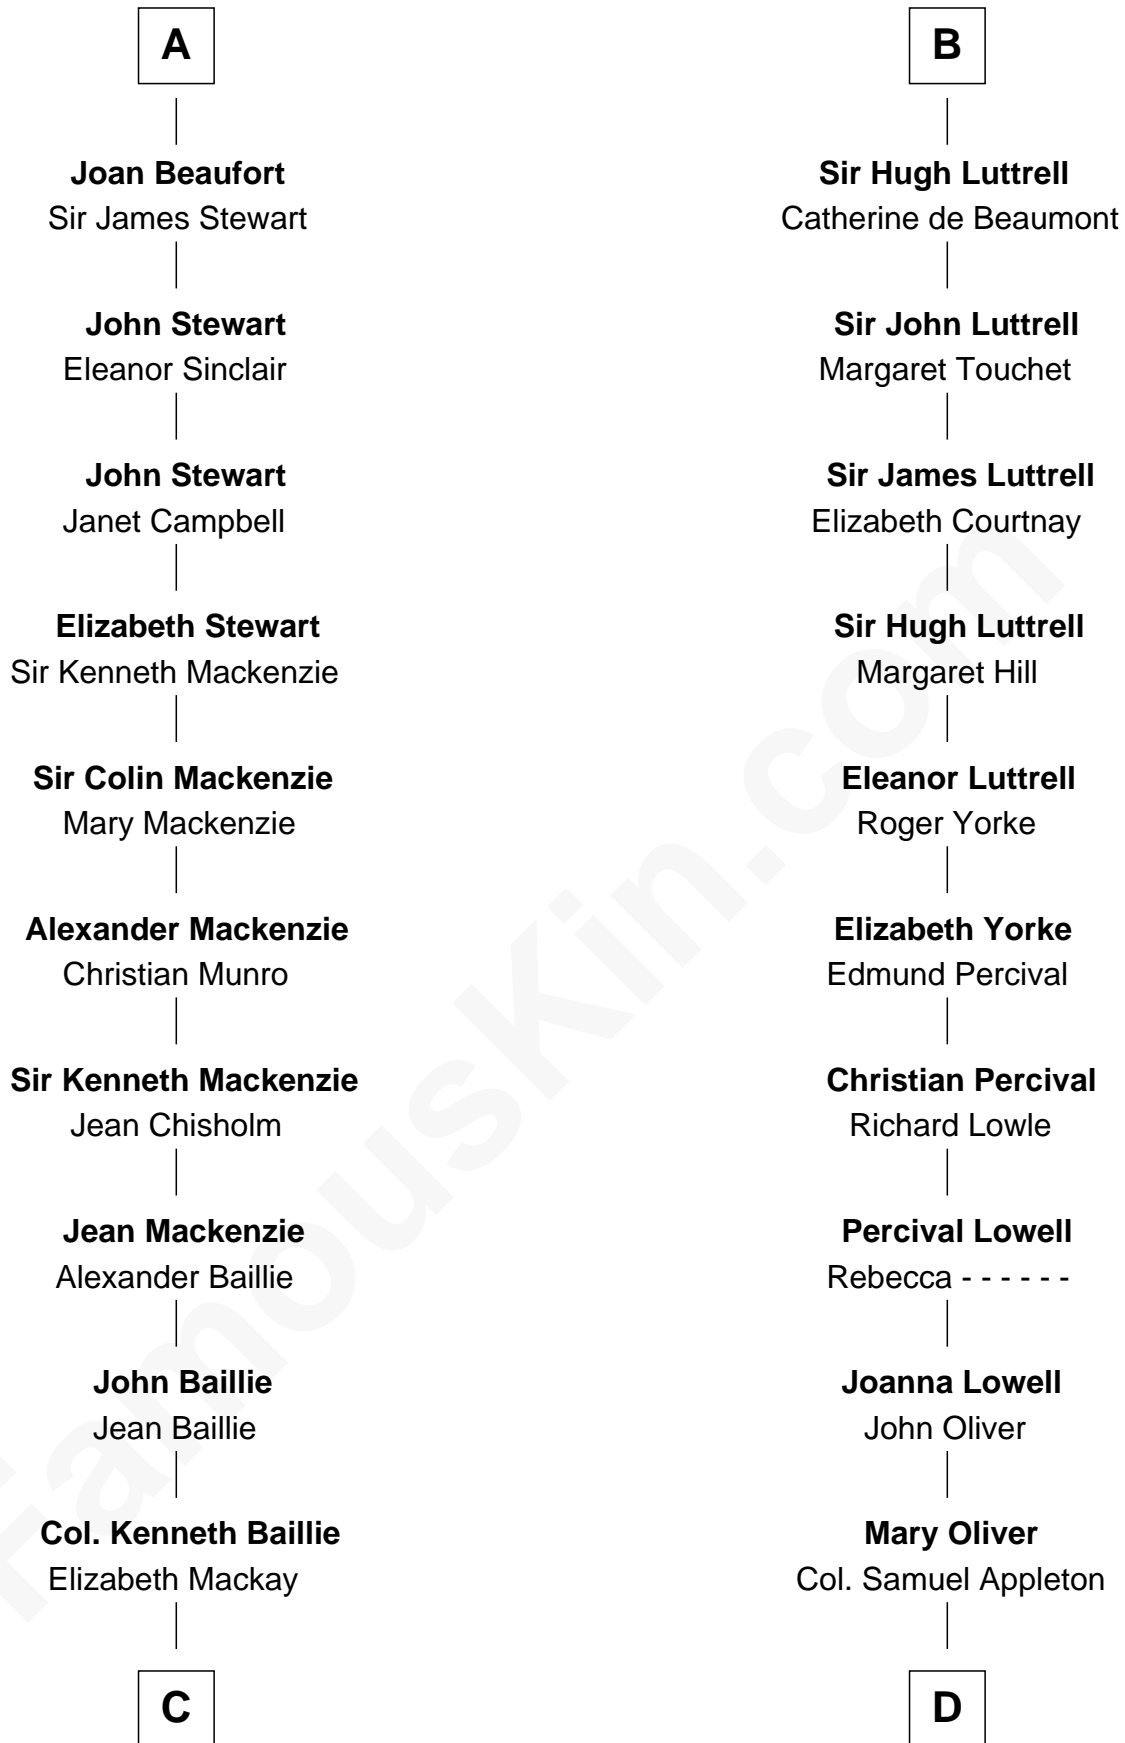 A
Joan Beaufort
Sir James Stewart
John Stewart
Eleanor Sinclair
John Stewart
Janet Campbell
Elizabeth Stewart
Sir Kenneth Mackenzie
Sir Colin Mackenzie
Mary Mackenzie
Alexander Mackenzie
Christian Munro
Sir Kenneth Mackenzie
Jean Chisholm
Jean Mackenzie
Alexander Baillie
John Baillie
Jean Baillie
Col. Kenneth Baillie
Elizabeth Mackay
C
B
Sir Hugh Luttrell
Catherine de Beaumont
Sir John Luttrell
Margaret Touchet
Sir James Luttrell
Elizabeth Courtnay
Sir Hugh Luttrell
Margaret Hill
Eleanor Luttrell
Roger Yorke
Elizabeth Yorke
Edmund Percival
Christian Percival
Richard Lowle
Percival Lowell
Rebecca - - - - - -
Joanna Lowell
John Oliver
Mary Oliver
Col. Samuel Appleton
D
FamousKin.com